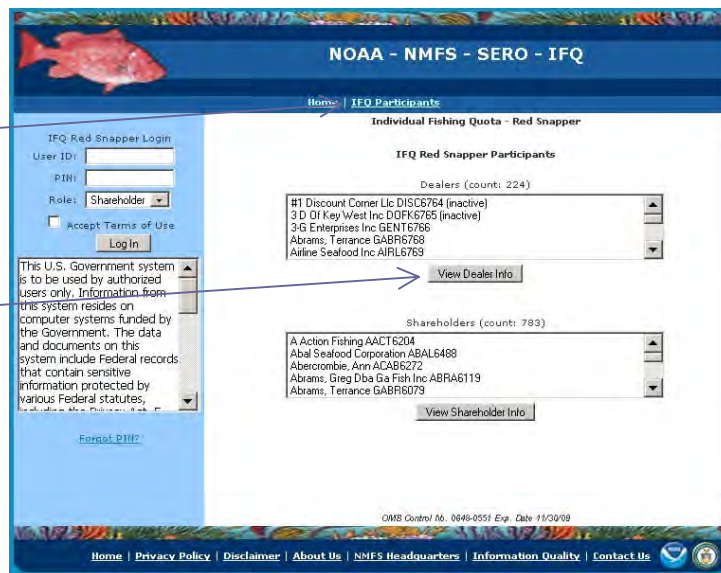 NOAA - NMFS - SERO - IFQ
Home | IFQ Participants
IFQ Red Snapper Login
User ID:
PIN:
Role: Shareholder
Accept Terms of Use
Log In
This U.S. Government system
is to be used by authorized
users only. Information from
this system resides on
computer systems funded by
the Government. The data
and documents on this
system include Federal records
that contain sensitive
information protected by
various Federal statutes,
including the Privacy Act, 5
Forgot PIN?
Individual Fishing Quota - Red Snapper
IFQ Red Snapper Participants
Dealers (count: 224)
#1 Discount Corner Llc DISC6764 (inactive)
3 D Of Key West Inc DOFK6765 (inactive)
3-G Enterprises Inc GENT6766
Abrams, Terrance GABR6768
Airline Seafood Inc AIRL6769
View Dealer Info
Shareholders (count: 783)
A Action Fishing AACT6204
Abal Seafood Corporation ABAL6488
Abercrombie, Ann ACAB6272
Abrams, Greg Dba Ga Fish Inc ABRA6119
Abrams, Terrance GABR6079
View Shareholder Info
OMB Control No. 0648-0551 Exp. Date 11/30/09
Home | Privacy Policy | Disclaimer | About Us | NMFS Headquarters | Information Quality | Contact Us